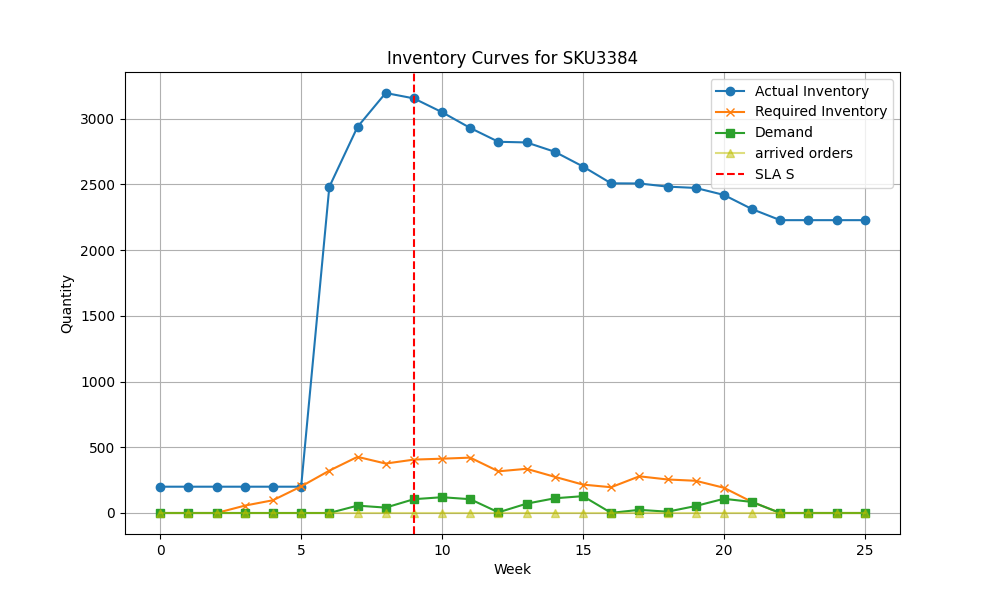 Inventory Curves for SKU3384
Actual Inventory
Required Inventory
Demand
arrived orders
SLA S
3000
2500
2000
1500
1000
500
0
Quantity
0 5 10 15 20 25
Week